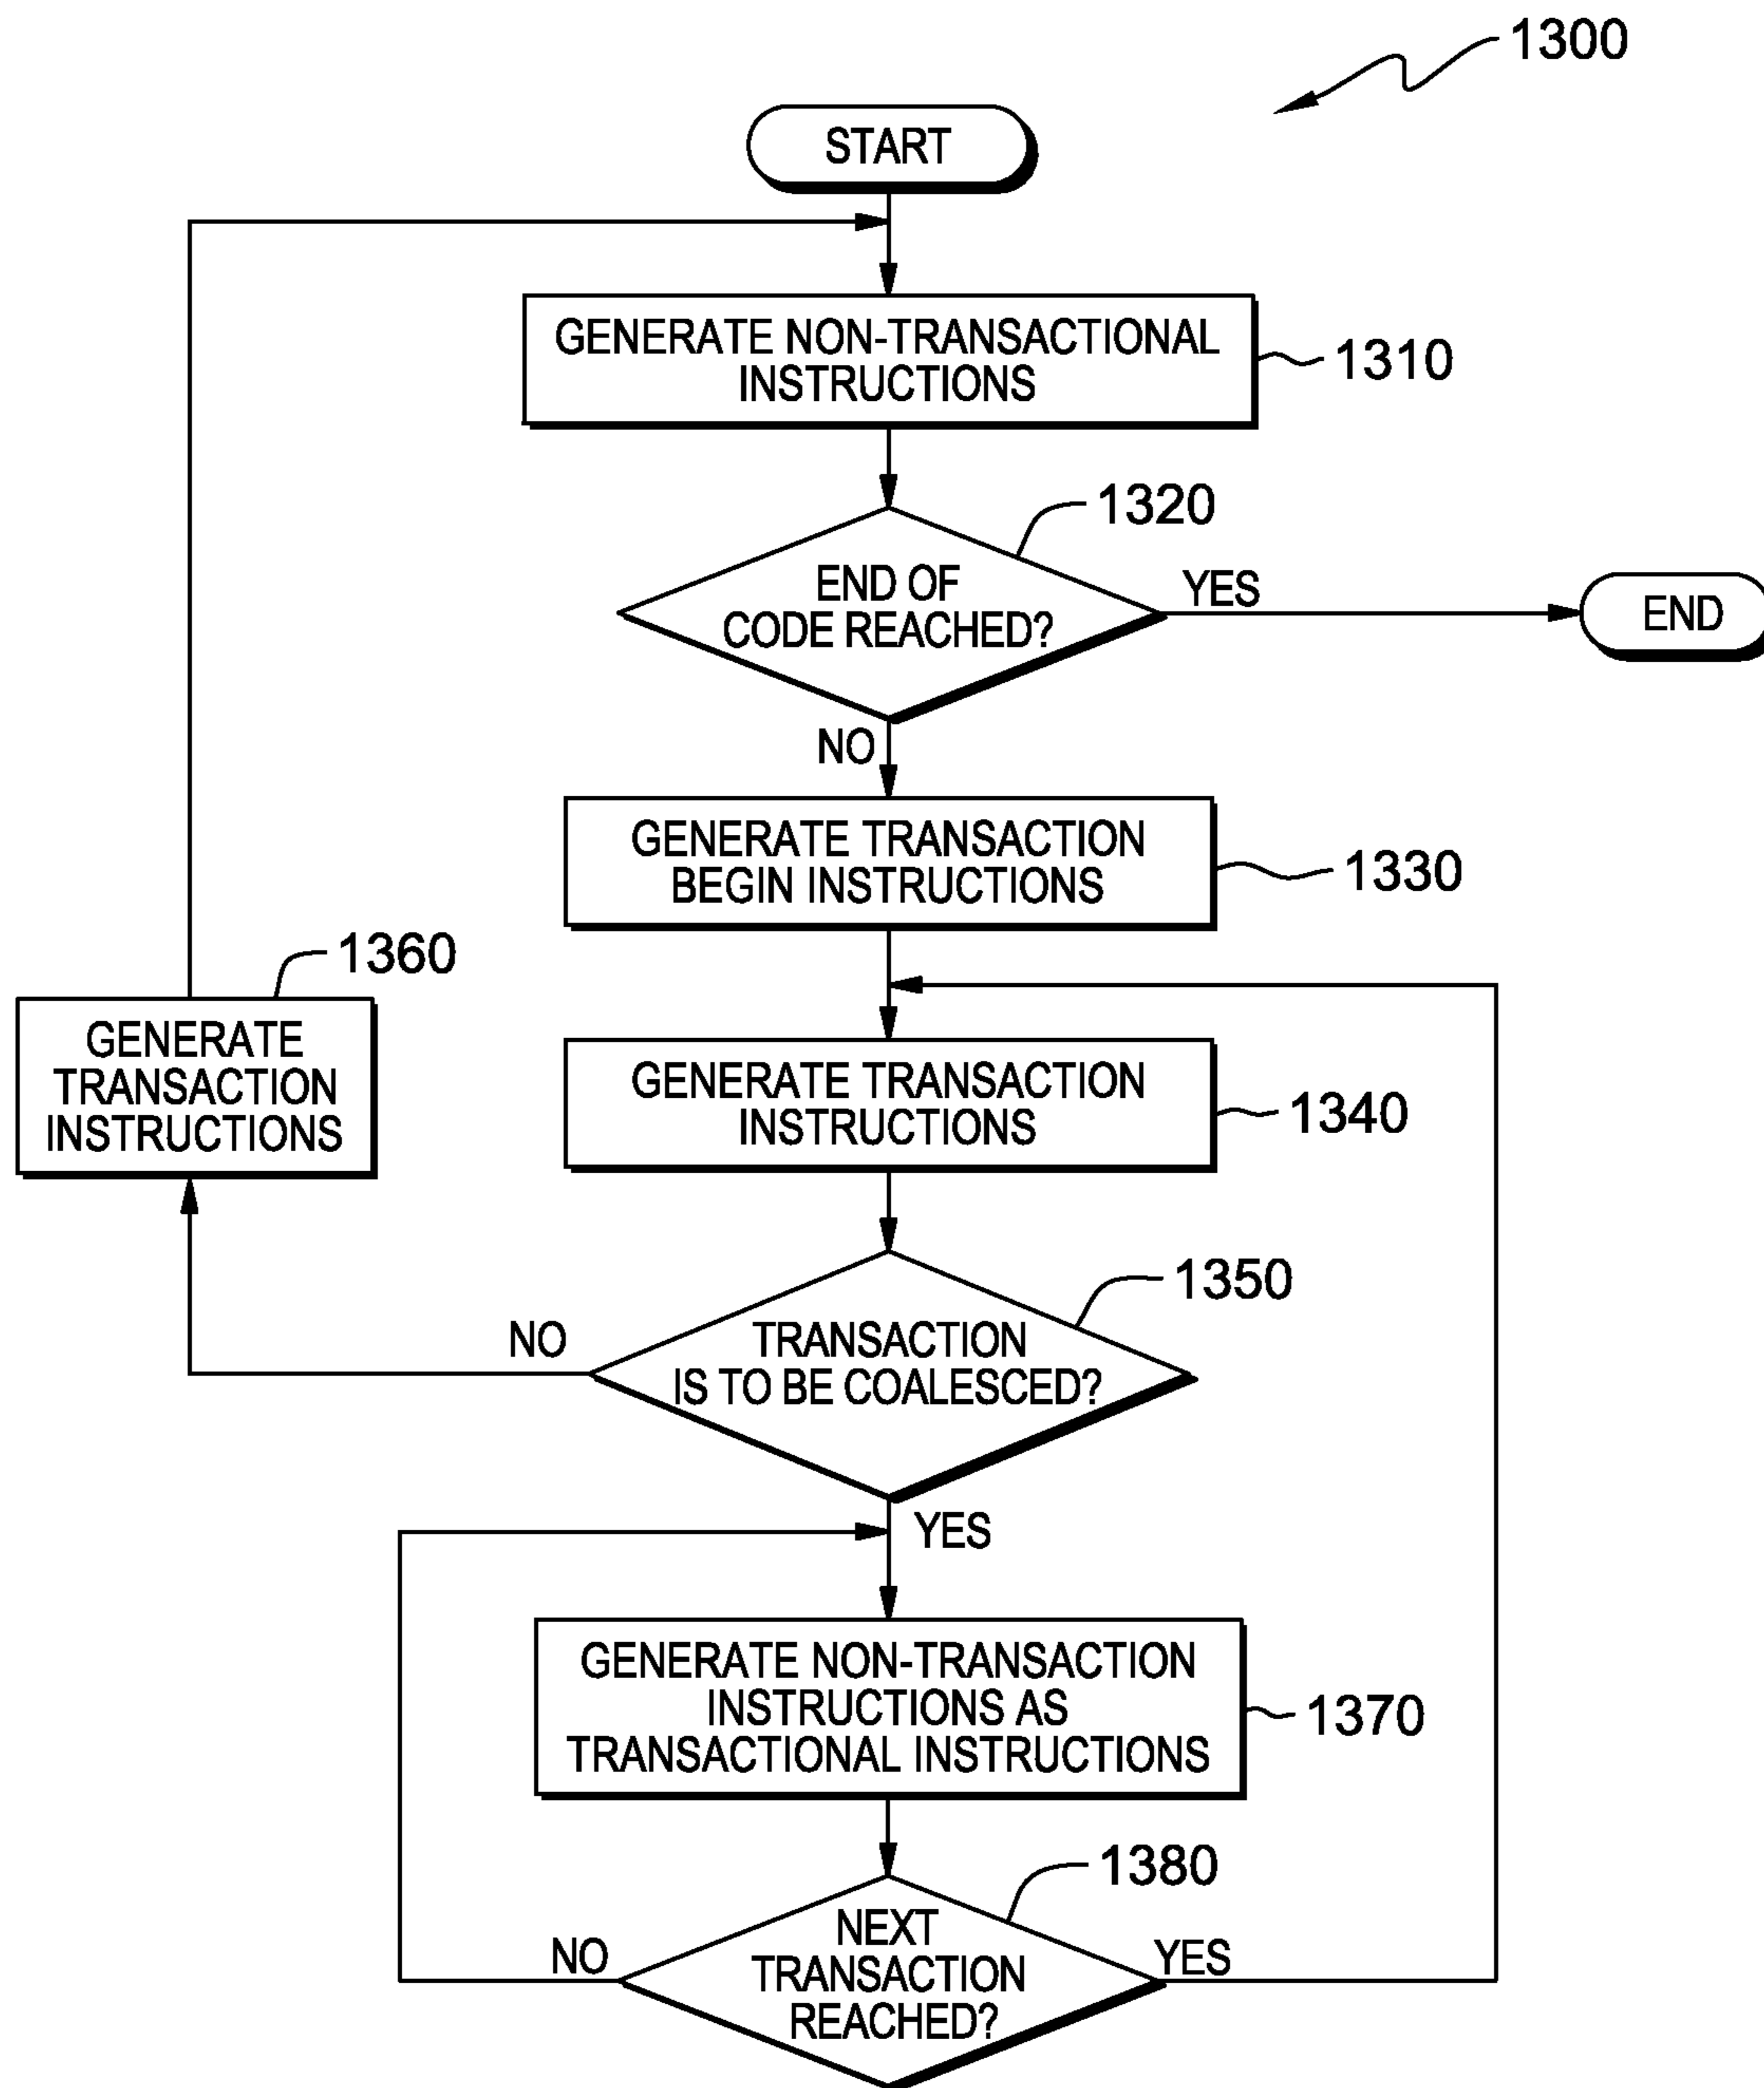 1300
START
GENERATE NON-TRANSACTIONAL
INSTRUCTIONS
1310
1320
END OF
CODE REACHED?
YES
END
NO
GENERATE TRANSACTION
BEGIN INSTRUCTIONS
1330
1360
GENERATE
TRANSACTION
INSTRUCTIONS
GENERATE TRANSACTION
INSTRUCTIONS
1340
1350
NO
TRANSACTION
IS TO BE COALESCED?
YES
GENERATE NON-TRANSACTION
INSTRUCTIONS AS
TRANSACTIONAL INSTRUCTIONS
1370
1380
NO
NEXT
TRANSACTION
REACHED?
YES